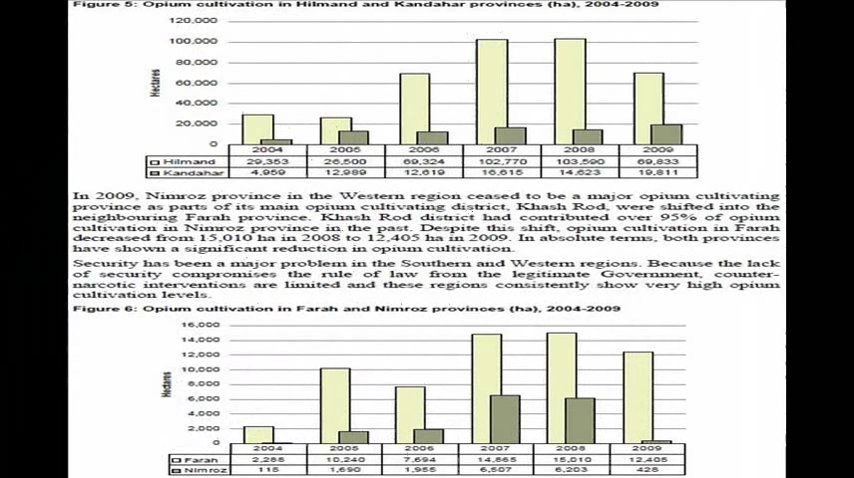 Figure 5: Opium cultivation in Hilmand and Kandahar provinces (ha), 2004-2009
120,000
100,000
80,000
60,000
40,000
20,000
0
Hectares
2004 2005 2006 2007 2008 2009
Hilmand 29,353 26,500 69,324 102,770 103,590 69,833
Kandahar 4,959 12,989 12,619 16,615 14,623 19,811
In 2009, Nimroz province in the Western region ceased to be a major opium cultivating
province as parts of its main opium cultivating district, Khash Rod, were shifted into the
neighbouring Farah province. Khash Rod district had contributed over 95% of opium
cultivation in Nimroz province in the past. Despite this shift, opium cultivation in Farah
decreased from 15,010 ha in 2008 to 12,405 ha in 2009. In absolute terms, both provinces
have shown a significant reduction in opium cultivation.
Security has been a major problem in the Southern and Western regions. Because the lack
of security compromises the rule of law from the legitimate Government, counter-
narcotic interventions are limited and these regions consistently show very high opium
cultivation levels.
Figure 6: Opium cultivation in Farah and Nimroz provinces (ha), 2004-2009
16,000
14,000
12,000
10,000
8,000
6,000
4,000
2,000
0
Hectares
2004 2005 2006 2007 2008 2009
Farah 2,288 10,240 7,694 14,865 15,010 12,405
Nimroz 115 1,690 1,955 6,507 6,203 428